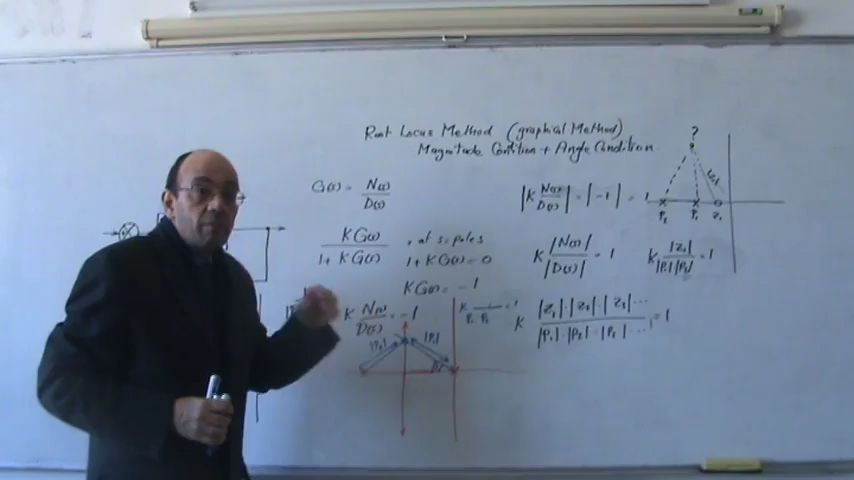 Root Locus Method (graphical Method)
Magnitude Condition + Angle Condition
G(s) = N(s)/D(s)
KG(s)/1 + KG(s) , at s = poles
1 + KG(s) = 0
KG(s) = -1
K N(s)/D(s) = -1
|P2| |P1|
K 1/P1 P2 = 1
|K N(s)/D(s)| = |-1| = 1
K |N(s)|/|D(s)| = 1
K |Z1|/|P1||P2| = 1
K |Z1|·|Z2|·|Z3|.../|P1|·|P2|·|P3|... = 1
?
|Z1|
P2 P1 Z1